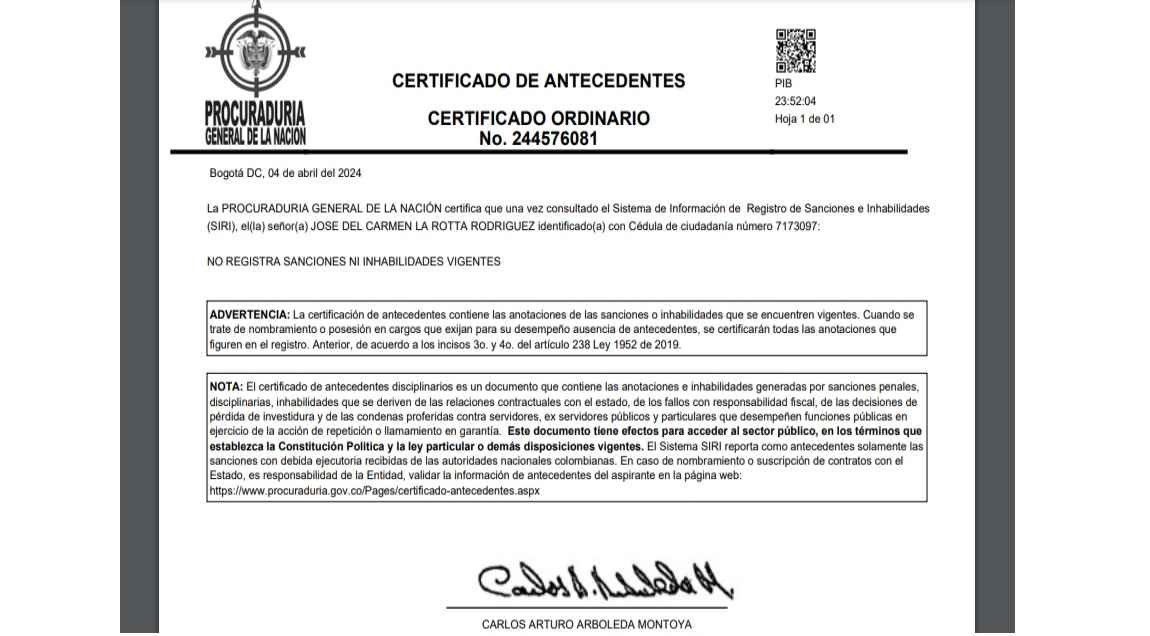 PROCURADURIA
GENERAL DE LA NACION
CERTIFICADO DE ANTECEDENTES
CERTIFICADO ORDINARIO
No. 244576081
PIB
23:52:04
Hoja 1 de 01
Bogotá DC, 04 de abril del 2024
La PROCURADURIA GENERAL DE LA NACIÓN certifica que una vez consultado el Sistema de Información de Registro de Sanciones e Inhabilidades
(SIRI), el(la) señor(a) JOSE DEL CARMEN LA ROTTA RODRIGUEZ identificado(a) con Cédula de ciudadanía número 7173097:
NO REGISTRA SANCIONES NI INHABILIDADES VIGENTES
ADVERTENCIA: La certificación de antecedentes contiene las anotaciones de las sanciones o inhabilidades que se encuentren vigentes. Cuando se
trate de nombramiento o posesión en cargos que exijan para su desempeño ausencia de antecedentes, se certificarán todas las anotaciones que
figuren en el registro. Anterior, de acuerdo a los incisos 3o. y 4o. del artículo 238 Ley 1952 de 2019.
NOTA: El certificado de antecedentes disciplinarios es un documento que contiene las anotaciones e inhabilidades generadas por sanciones penales,
disciplinarias, inhabilidades que se deriven de las relaciones contractuales con el estado, de los fallos con responsabilidad fiscal, de las decisiones de
pérdida de investidura y de las condenas proferidas contra servidores, ex servidores públicos y particulares que desempeñen funciones públicas en
ejercicio de la acción de repetición o llamamiento en garantía. Este documento tiene efectos para acceder al sector público, en los términos que
establezca la Constitución Política y la ley particular o demás disposiciones vigentes. El Sistema SIRI reporta como antecedentes solamente las
sanciones con debida ejecutoria recibidas de las autoridades nacionales colombianas. En caso de nombramiento o suscripción de contratos con el
Estado, es responsabilidad de la Entidad, validar la información de antecedentes del aspirante en la página web:
https://www.procuraduria.gov.co/Pages/certificado-antecedentes.aspx
Carlos A. Arboleda M.
CARLOS ARTURO ARBOLEDA MONTOYA